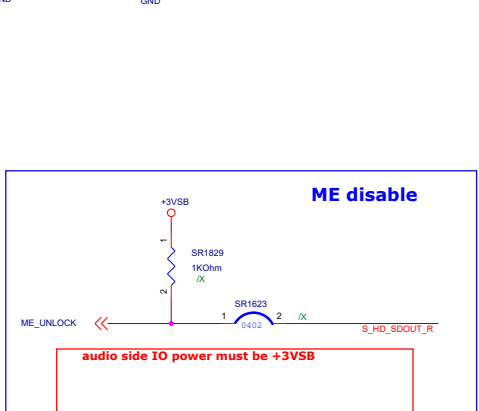 GND
ME disable
+3VSB
1
SR1829
1KOhm
/X
2
SR1623
ME_UNLOCK
1
2
/X
0402
S_HD_SDOUT_R
audio side IO power must be +3VSB